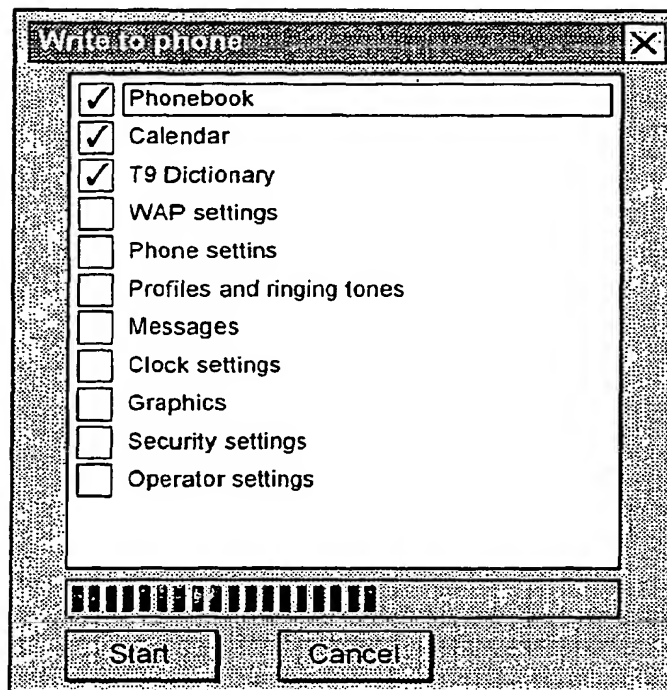 Write to phone
Phonebook
Calendar
T9 Dictionary
WAP settings
Phone settins
Profiles and ringing tones
Messages
Clock settings
Graphics
Security settings
Operator settings
Start
Cancel